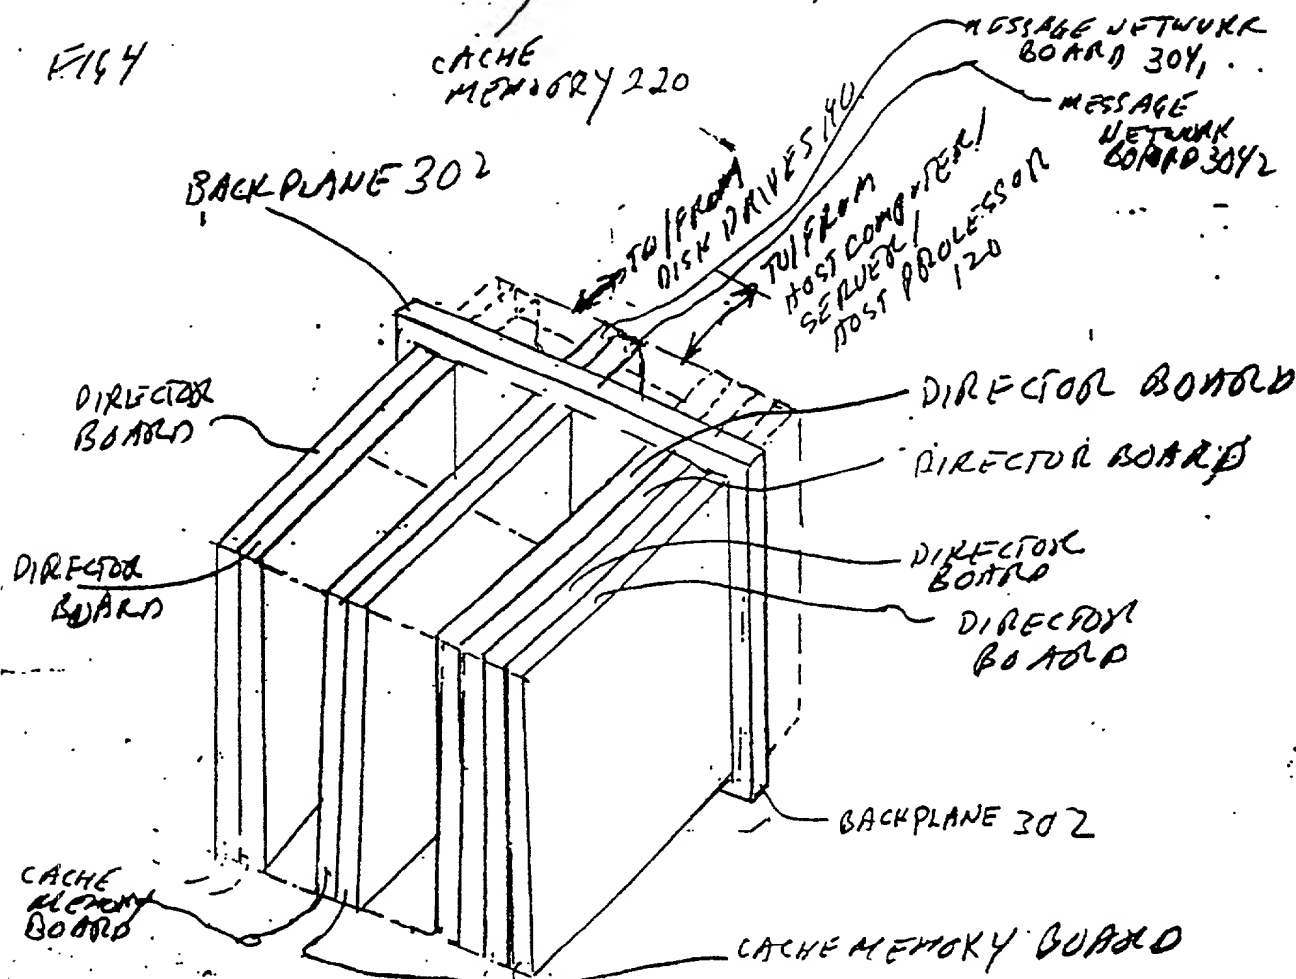 FIG 4
CACHE
MEMORY 220
MESSAGE NETWORK
BOARD 304,
MESSAGE
NETWORK
BOARD 3042
BACKPLANE 302
TO/FROM
DISK DRIVES 140
TO/FROM
HOST COMPUTER/
SERVER/
HOST PROCESSOR
120
DIRECTOR
BOARD
DIRECTOR BOARD
DIRECTOR BOARD
DIRECTOR
BOARD
DIRECTOR
BOARD
DIRECTOR
BOARD
BACKPLANE 302
CACHE
MEMORY
BOARD
CACHE MEMORY BOARD